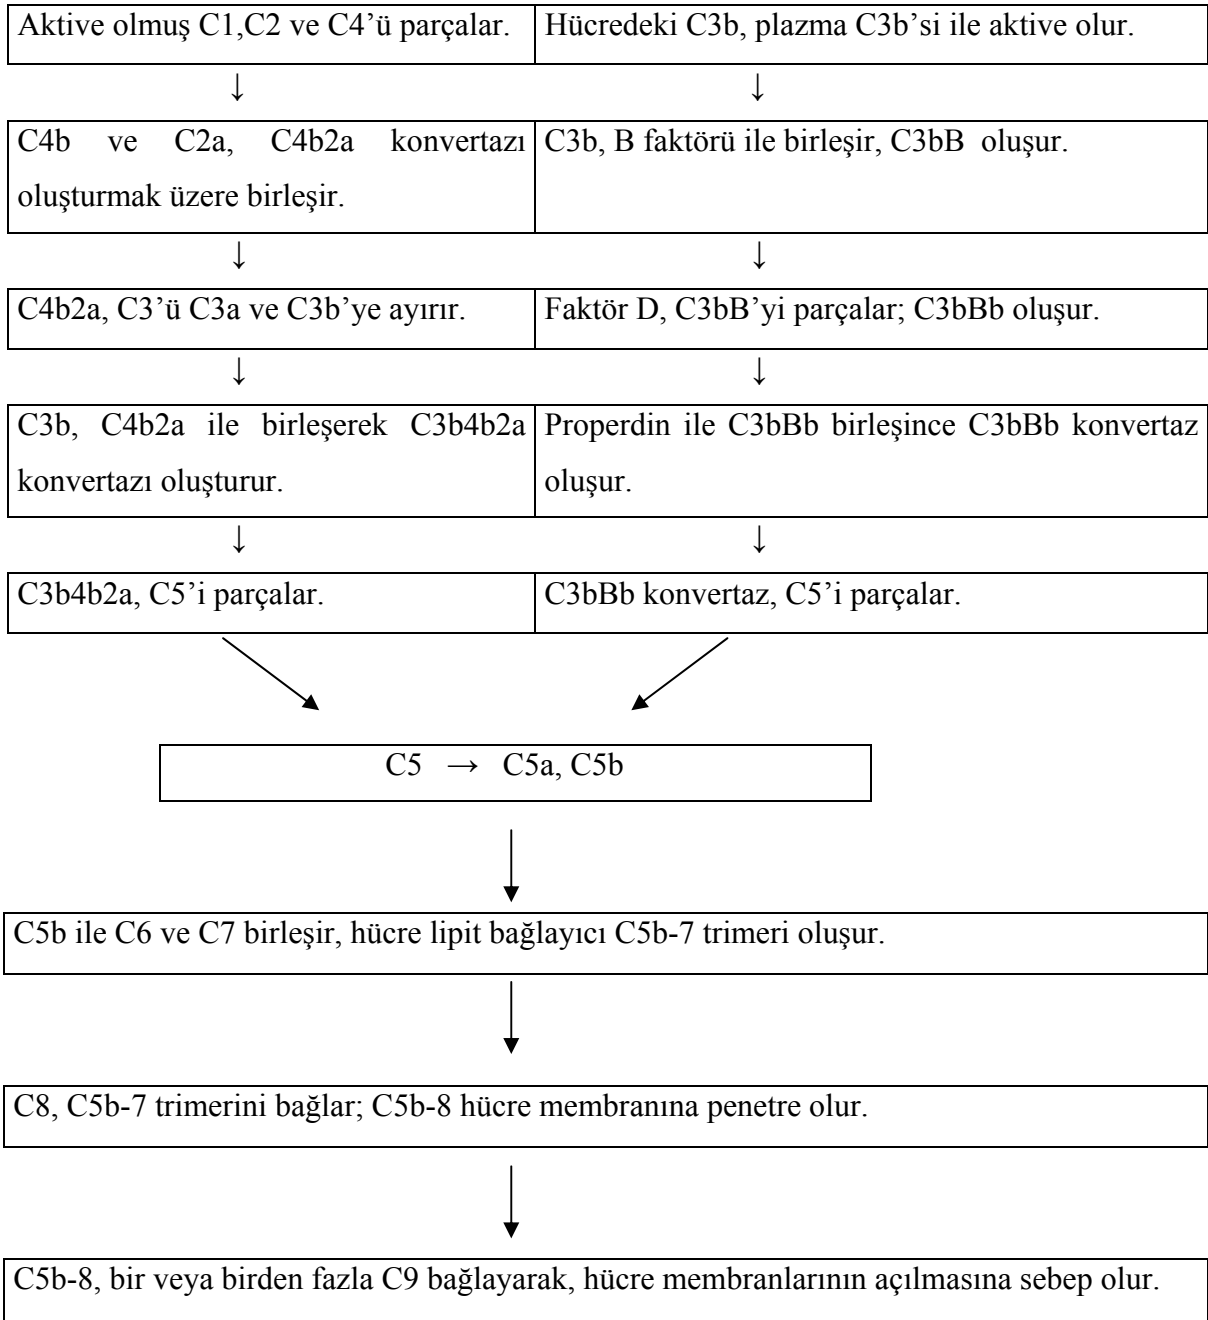 Aktive olmuş C1,C2 ve C4’ü parçalar.
Hücredeki C3b, plazma C3b’si ile aktive olur.
↓ ↓
C4b ve C2a, C4b2a konvertazı
oluşturmak üzere birleşir.
C3b, B faktörü ile birleşir, C3bB oluşur.
↓ ↓
C4b2a, C3’ü C3a ve C3b’ye ayırır.
Faktör D, C3bB’yi parçalar; C3bBb oluşur.
↓ ↓
C3b, C4b2a ile birleşerek C3b4b2a
konvertazı oluşturur.
Properdin ile C3bBb birleşince C3bBb konvertaz
oluşur.
↓ ↓
C3b4b2a, C5’i parçalar.
C3bBb konvertaz, C5’i parçalar.
C5 → C5a, C5b
C5b ile C6 ve C7 birleşir, hücre lipit bağlayıcı C5b-7 trimeri oluşur.
C8, C5b-7 trimerini bağlar; C5b-8 hücre membranına penetre olur.
C5b-8, bir veya birden fazla C9 bağlayarak, hücre membranlarının açılmasına sebep olur.